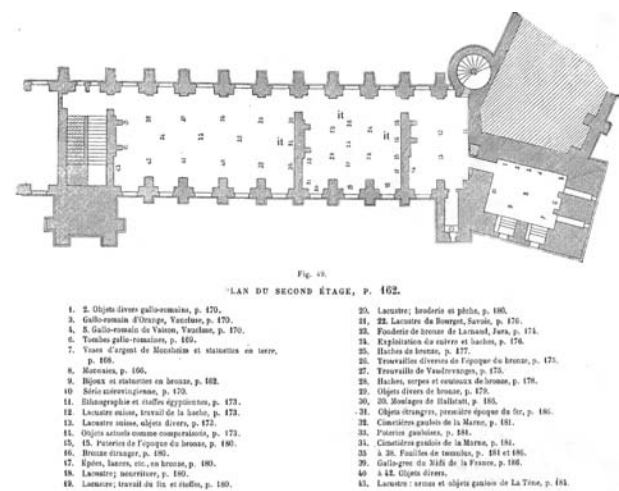 Fig. 49.
PLAN DU SECOND ÉTAGE, P. 162.
1. 2. Objets divers gallo-romains, p. 170.
3. Gallo-romain d'Orange, Vaucluse, p. 170.
4. 5. Gallo-romain de Vaison, Vaucluse, p. 170.
6. Tombes gallo-romaines, p. 169.
7. Vases d'argent de Monsheim et statuettes en terre,
p. 168.
8. Monnaies, p. 166.
9. Bijoux et statuettes en bronze, p. 162.
10 Série mérovingienne, p. 170.
11. Ethnographie et étoffes égyptiennes, p. 173.
12. Lacustre suisse, travail de la hache, p. 173.
13. Lacustre suisse, objets divers, p. 173.
14. Objets actuels comme comparaisons, p. 173.
15, 15. Poteries de l'époque du bronze, p. 180.
16. Bronze étranger, p. 180.
17. Epées, lances, etc., en bronze, p. 180.
18. Lacustre; nourriture, p. 180.
19. Lacustre; travail du fin et étoffes, p. 180.
20. Lacustre; broderie et pêche, p. 180.
21, 22. Lacustre du Bourget, Savoie, p. 176.
23. Fonderie de bronze de Larnaud, Jura, p. 174.
24. Exploitation du cuivre et haches, p. 176.
25. Haches de bronze, p. 177.
26. Trouvailles diverses de l'époque du bronze, p. 175.
27. Trouvaille de Vaudrevanges, p. 175.
28. Haches, serpes et couteaux de bronze, p. 178.
29. Objets divers de bronze, p. 179.
30. 30. Moulages de Hallstatt, p. 185.
31. Objets étrangers, première époque du fer, p. 185.
32. Cimetières gaulois de la Marne, p. 181.
33. Poteries gauloises, p. 181.
34. Cimetières gaulois de la Marne, p. 181.
35 à 38. Fouilles de tumulus, p. 184 et 186.
39. Gallo-grec du Midi de la France, p. 186.
40 à 42. Objets divers.
43. Lacustre : armes et objets gaulois de La Tène, p. 184.